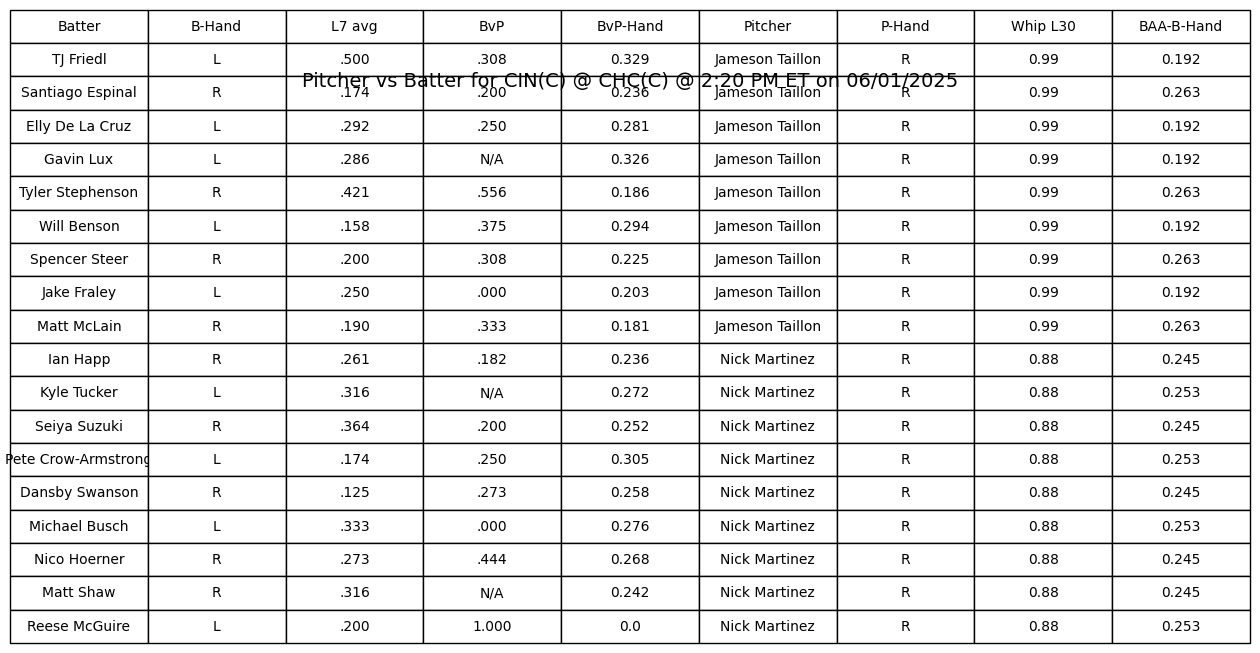 Batter B-Hand L7 avg BvP BvP-Hand Pitcher P-Hand Whip L30 BAA-B-Hand
TJ Friedl L .500 .308 0.329 Jameson Taillon R 0.99 0.192
Pitcher vs Batter for CIN(C) @ CHC(C) @ 2:20 PM ET on 06/01/2025
Santiago Espinal R .174 .200 0.236 Jameson Taillon R 0.99 0.263
Elly De La Cruz L .292 .250 0.281 Jameson Taillon R 0.99 0.192
Gavin Lux L .286 N/A 0.326 Jameson Taillon R 0.99 0.192
Tyler Stephenson R .421 .556 0.186 Jameson Taillon R 0.99 0.263
Will Benson L .158 .375 0.294 Jameson Taillon R 0.99 0.192
Spencer Steer R .200 .308 0.225 Jameson Taillon R 0.99 0.263
Jake Fraley L .250 .000 0.203 Jameson Taillon R 0.99 0.192
Matt McLain R .190 .333 0.181 Jameson Taillon R 0.99 0.263
Ian Happ R .261 .182 0.236 Nick Martinez R 0.88 0.245
Kyle Tucker L .316 N/A 0.272 Nick Martinez R 0.88 0.253
Seiya Suzuki R .364 .200 0.252 Nick Martinez R 0.88 0.245
Pete Crow-Armstrong L .174 .250 0.305 Nick Martinez R 0.88 0.253
Dansby Swanson R .125 .273 0.258 Nick Martinez R 0.88 0.245
Michael Busch L .333 .000 0.276 Nick Martinez R 0.88 0.253
Nico Hoerner R .273 .444 0.268 Nick Martinez R 0.88 0.245
Matt Shaw R .316 N/A 0.242 Nick Martinez R 0.88 0.245
Reese McGuire L .200 1.000 0.0 Nick Martinez R 0.88 0.253